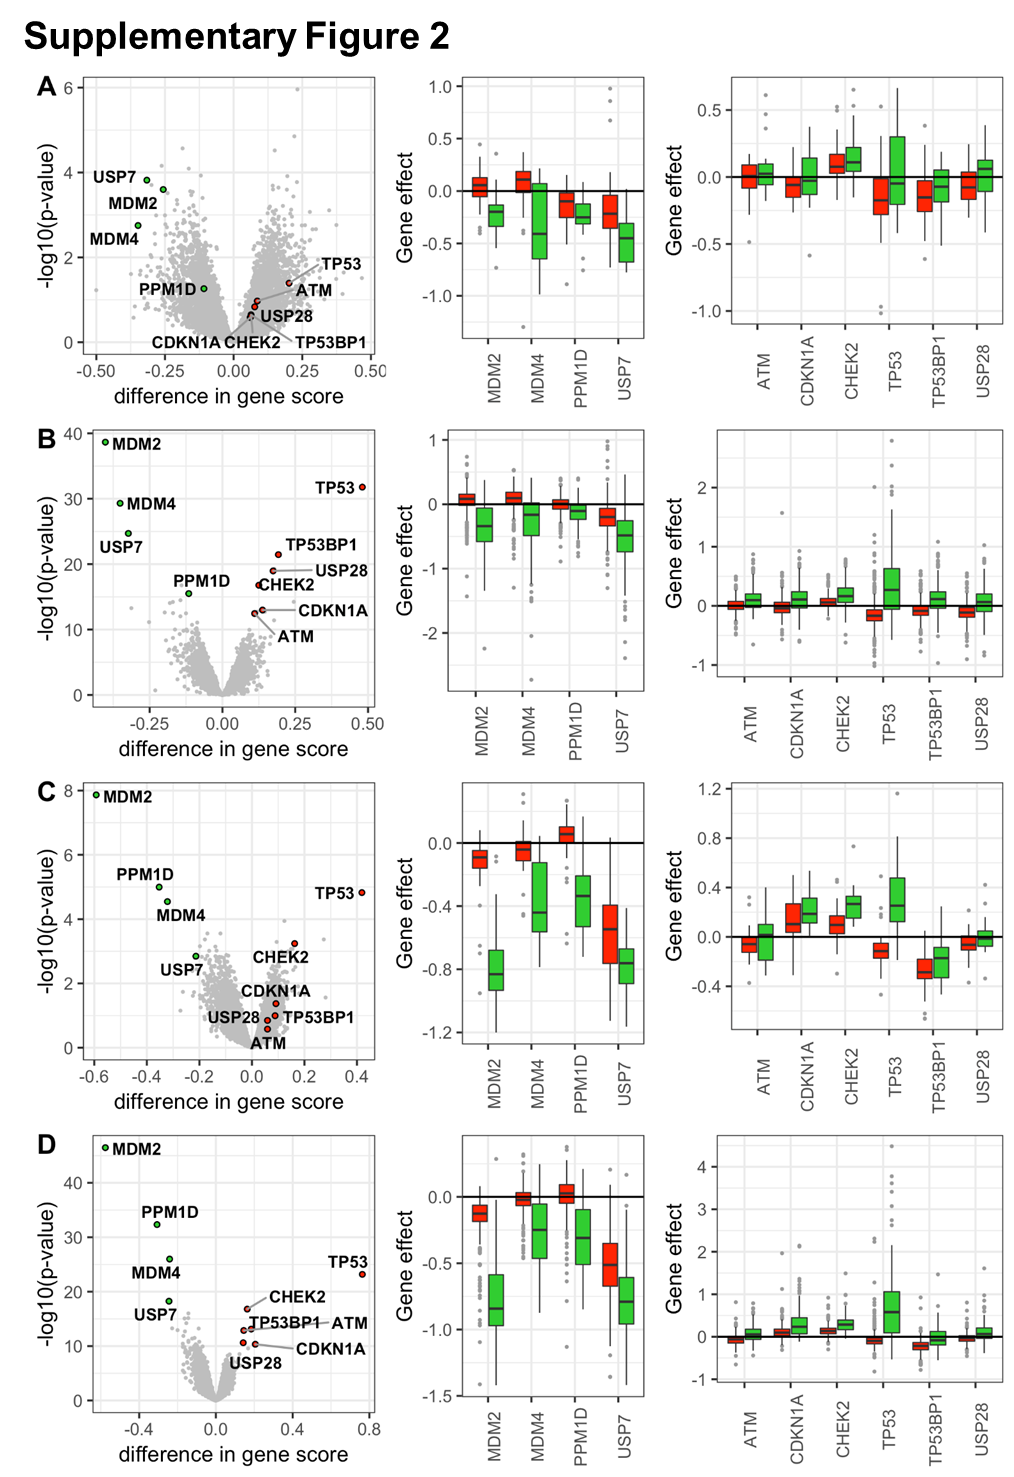 Supplementary Figure 2
A
-log10(p-value)
6
4
2
0
USP7
MDM2
MDM4
PPM1D
TP53
ATM
USP28
CDKN1A CHEK2 TP53BP1
-0.50 -0.25 0.00 0.25 0.50
difference in gene score
Gene effect
1.0
0.5
0.0
-0.5
-1.0
MDM2 MDM4 PPM1D USP7
Gene effect
0.5
0.0
-0.5
-1.0
ATM CDKN1A CHEK2 TP53 TP53BP1 USP28
B
-log10(p-value)
40
30
20
10
0
MDM2
TP53
MDM4
USP7
TP53BP1
USP28
PPM1D
CHEK2
CDKN1A
ATM
-0.25 0.00 0.25 0.50
difference in gene score
Gene effect
1
0
-1
-2
MDM2 MDM4 PPM1D USP7
Gene effect
2
1
0
-1
ATM CDKN1A CHEK2 TP53 TP53BP1 USP28
C
-log10(p-value)
8
6
4
2
0
MDM2
PPM1D
TP53
MDM4
CHEK2
USP7
CDKN1A
USP28 TP53BP1
ATM
-0.6 -0.4 -0.2 0.0 0.2 0.4
difference in gene score
Gene effect
0.0
-0.4
-0.8
-1.2
MDM2 MDM4 PPM1D USP7
Gene effect
1.2
0.8
0.4
0.0
-0.4
ATM CDKN1A CHEK2 TP53 TP53BP1 USP28
D
-log10(p-value)
40
30
20
10
0
MDM2
PPM1D
TP53
MDM4
CHEK2
USP7
TP53BP1 ATM
CDKN1A
USP28
-0.4 0.0 0.4 0.8
difference in gene score
Gene effect
0.0
-0.5
-1.0
-1.5
MDM2 MDM4 PPM1D USP7
Gene effect
4
3
2
1
0
-1
ATM CDKN1A CHEK2 TP53 TP53BP1 USP28